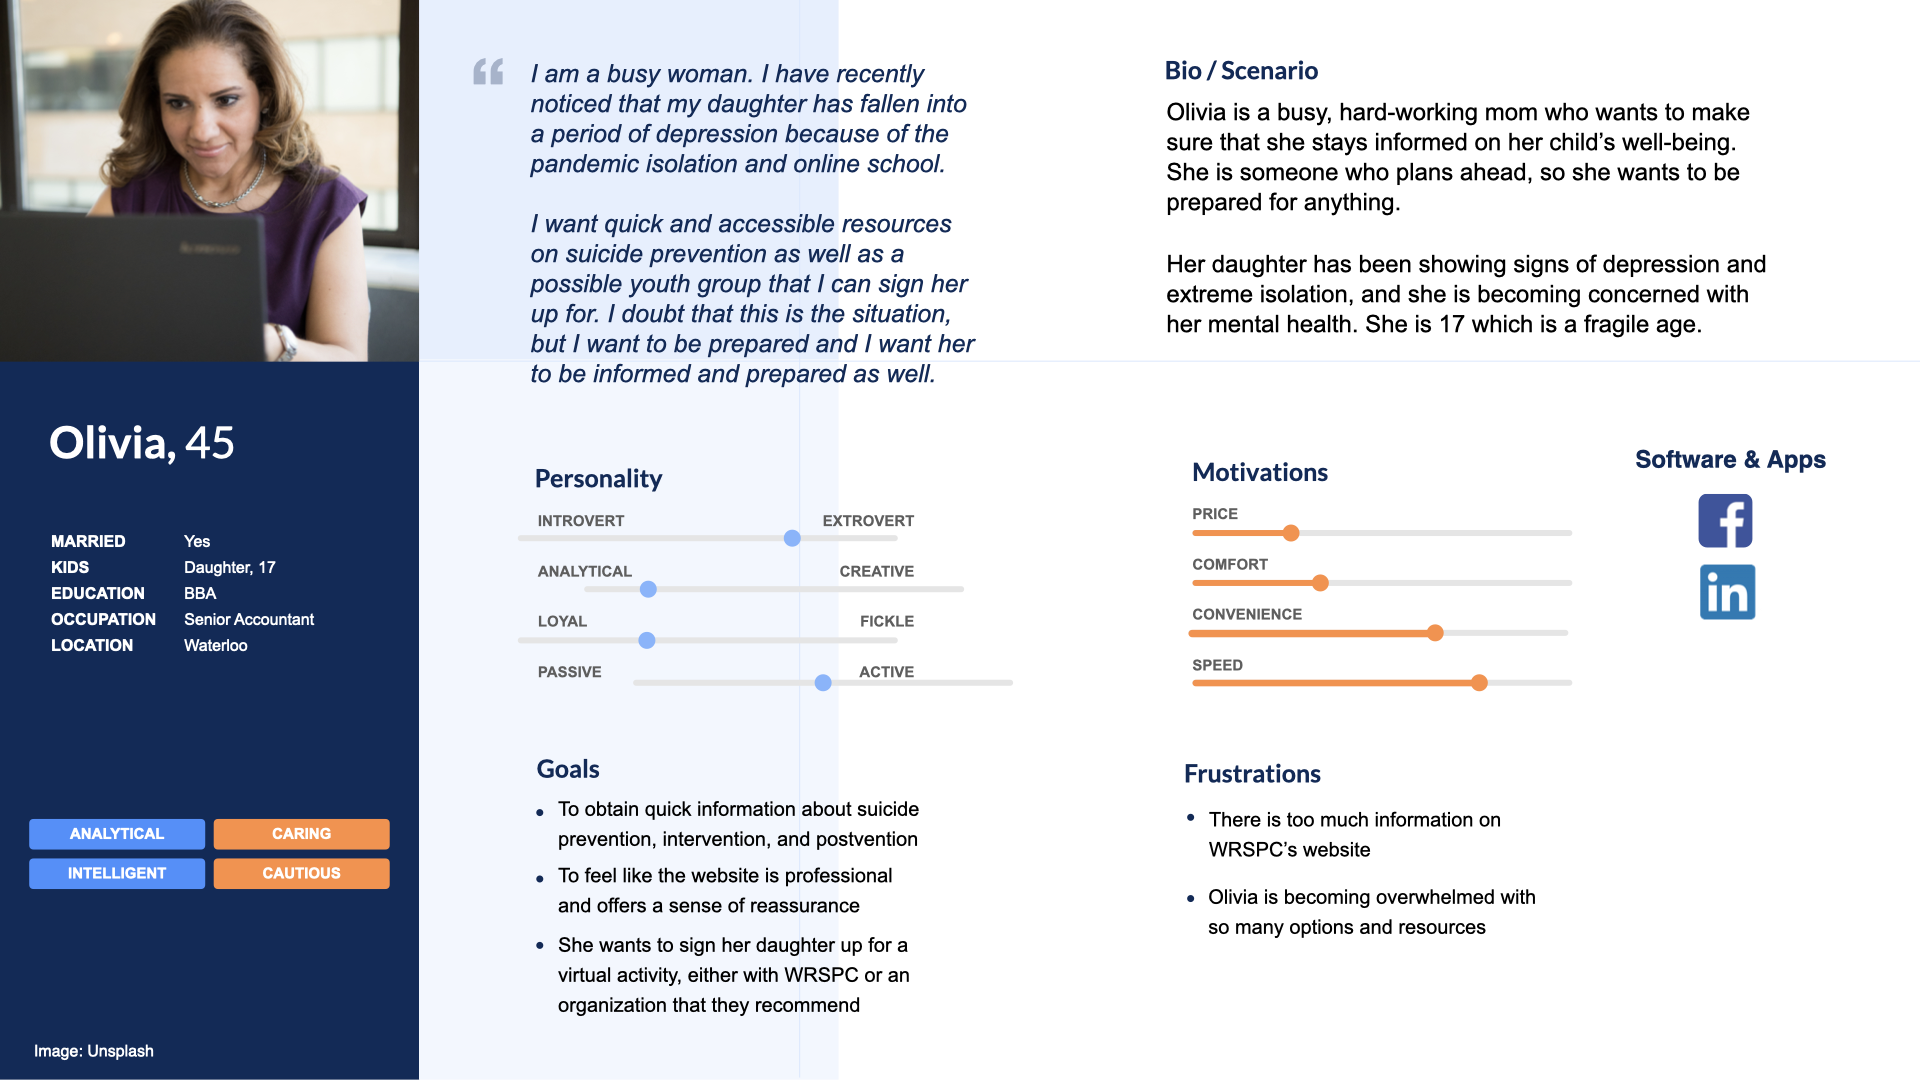 “
I am a busy woman. I have recently
noticed that my daughter has fallen into
a period of depression because of the
pandemic isolation and online school.
I want quick and accessible resources
on suicide prevention as well as a
possible youth group that I can sign her
up for. I doubt that this is the situation,
but I want to be prepared and I want her
to be informed and prepared as well.
Bio / Scenario
Olivia is a busy, hard-working mom who wants to make
sure that she stays informed on her child’s well-being.
She is someone who plans ahead, so she wants to be
prepared for anything.
Her daughter has been showing signs of depression and
extreme isolation, and she is becoming concerned with
her mental health. She is 17 which is a fragile age.
Olivia, 45
MARRIED Yes
KIDS Daughter, 17
EDUCATION BBA
OCCUPATION Senior Accountant
LOCATION Waterloo
ANALYTICAL CARING
INTELLIGENT CAUTIOUS
Image: Unsplash
Personality
INTROVERT EXTROVERT
ANALYTICAL CREATIVE
LOYAL FICKLE
PASSIVE ACTIVE
Motivations
PRICE
COMFORT
CONVENIENCE
SPEED
Software & Apps
f
in
Goals
• To obtain quick information about suicide
prevention, intervention, and postvention
• To feel like the website is professional
and offers a sense of reassurance
• She wants to sign her daughter up for a
virtual activity, either with WRSPC or an
organization that they recommend
Frustrations
• There is too much information on
WRSPC’s website
• Olivia is becoming overwhelmed with
so many options and resources